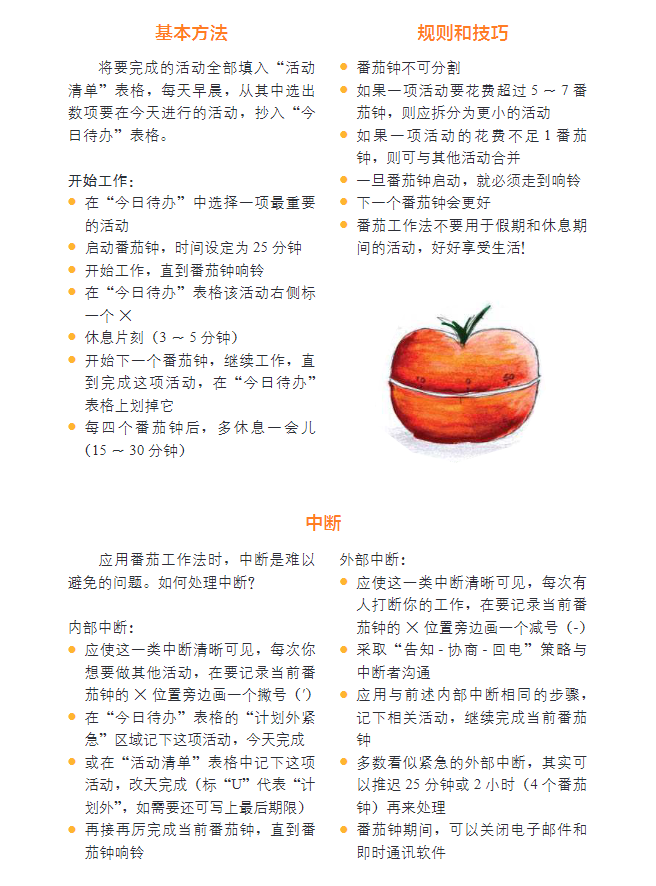 基本方法
将要完成的活动全部填入“活动
清单”表格，每天早晨，从其中选出
数项要在今天进行的活动，抄入“今
日待办”表格。
开始工作：
● 在“今日待办”中选择一项最重要
的活动
● 启动番茄钟，时间设定为 25 分钟
● 开始工作，直到番茄钟响铃
● 在“今日待办”表格该活动右侧标
一个 ×
● 休息片刻（3 ～ 5 分钟）
● 开始下一个番茄钟，继续工作，直
到完成这项活动，在“今日待办”
表格上划掉它
● 每四个番茄钟后，多休息一会儿
（15 ～ 30 分钟）
规则和技巧
● 番茄钟不可分割
● 如果一项活动要花费超过 5 ～ 7 番
茄钟，则应拆分为更小的活动
● 如果一项活动的花费不足 1 番茄
钟，则可与其他活动合并
● 一旦番茄钟启动，就必须走到响铃
● 下一个番茄钟会更好
● 番茄工作法不要用于假期和休息期
间的活动，好好享受生活！
中断
应用番茄工作法时，中断是难以
避免的问题。如何处理中断？
内部中断：
● 应使这一类中断清晰可见，每次你
想要做其他活动，在要记录当前番
茄钟的 × 位置旁边画一个撇号（′）
● 在“今日待办”表格的“计划外紧
急”区域记下这项活动，今天完成
● 或在“活动清单”表格中记下这项
活动，改天完成（标“U”代表“计
划外”，如需要还可写上最后期限）
● 再接再厉完成当前番茄钟，直到番
茄钟响铃
外部中断：
● 应使这一类中断清晰可见，每次有
人打断你的工作，在要记录当前番
茄钟的 × 位置旁边画一个减号（-）
● 采取“告知 - 协商 - 回电”策略与
中断者沟通
● 应用与前述内部中断相同的步骤，
记下相关活动，继续完成当前番茄
钟
● 多数看似紧急的外部中断，其实可
以推迟 25 分钟或 2 小时（4 个番茄
钟）再来处理
● 番茄钟期间，可以关闭电子邮件和
即时通讯软件